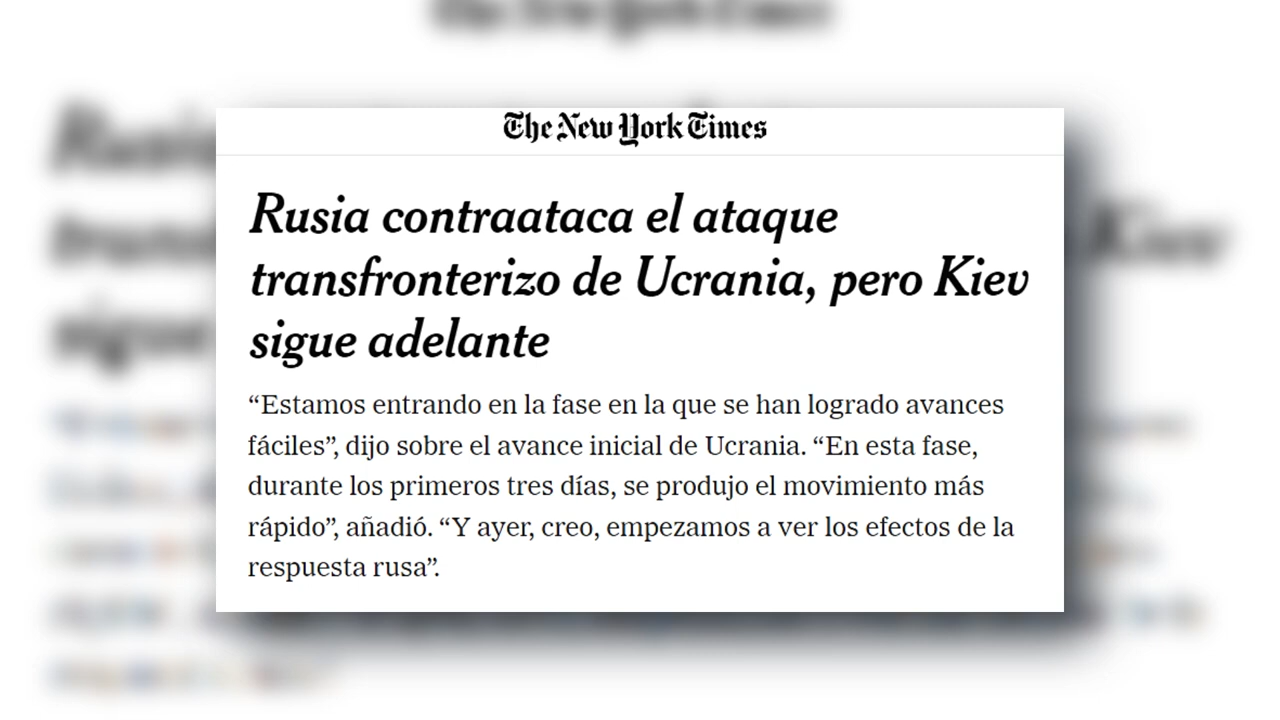 The New York Times
Rusia contraataca el ataque
transfronterizo de Ucrania, pero Kiev
sigue adelante
“Estamos entrando en la fase en la que se han logrado avances
fáciles”, dijo sobre el avance inicial de Ucrania. “En esta fase,
durante los primeros tres días, se produjo el movimiento más
rápido”, añadió. “Y ayer, creo, empezamos a ver los efectos de la
respuesta rusa”.